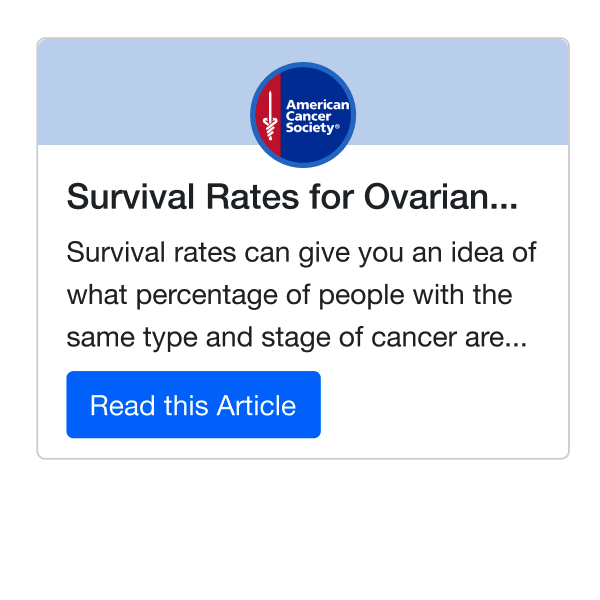 American
Cancer
Society®
Survival Rates for Ovarian...
Survival rates can give you an idea of
what percentage of people with the
same type and stage of cancer are...
Read this Article